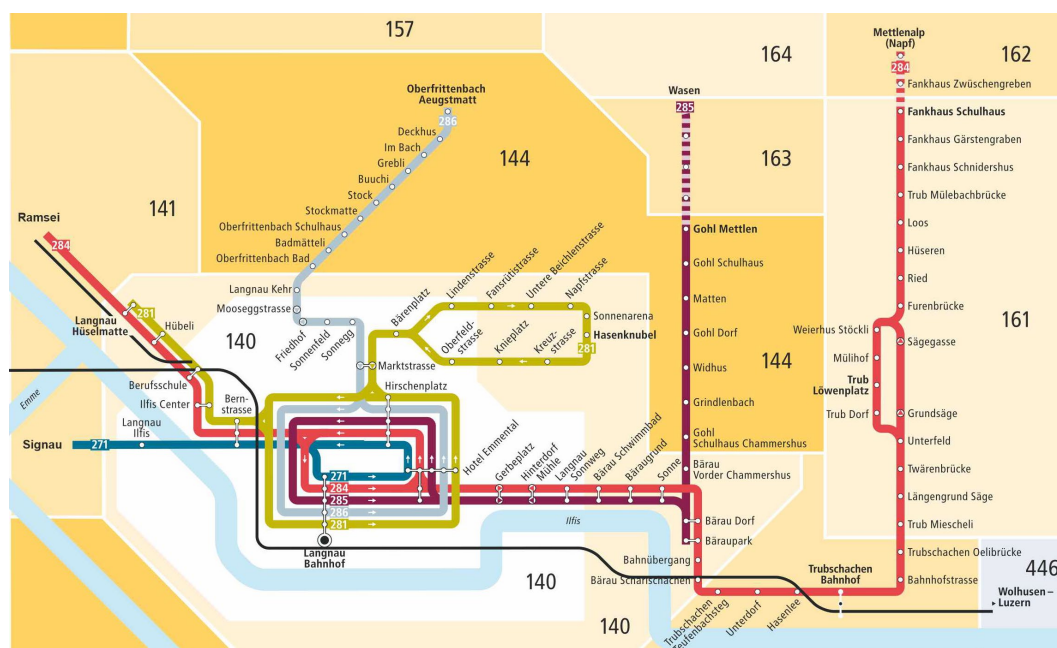 157
164
162
Mettlenalp
(Napf)
284
Fankhaus Zwüschengreben
Oberfrittenbach
Aeugstmatt
286
Wasen
285
Fankhaus Schulhaus
Deckhus
Im Bach
Grebli
Buuchi
Stock
Stockmatte
Oberfrittenbach Schulhaus
Badmätteli
Oberfrittenbach Bad
144
163
Fankhaus Gärstengraben
Fankhaus Schnidershus
Trub Mülebachbrücke
Loos
Hüseren
Ried
Furenbrücke
161
141
Ramsei
284
Gohl Mettlen
Gohl Schulhaus
Matten
Gohl Dorf
Widhus
Grindlenbach
Gohl
Schulhaus Chammershus
Bärau
Vorder Chammershus
144
Langnau Kehr
Mooseggstrasse
Friedhof
Sonnenfeld
Sonnegg
Marktstrasse
Hirschenplatz
Bärenplatz
Lindenstrasse
Fansrütistrasse
Untere Beichlenstrasse
Napfstrasse
Sonnenarena
Hasenknubel
281
Oberfeld-
strasse
Knieplatz
Kreuz-
strasse
281
Langnau
Hüselmatte
Hübeli
140
Berufsschule
Ilfis Center
Bern-
strasse
Emme
Langnau
Ilfis
Signau
271
Weierhus Stöckli
Sägegasse
Mülihof
Trub
Löwenplatz
Trub Dorf
Grundsäge
Unterfeld
Twärenbrücke
Längengrund Säge
Trub Miescheli
Trubschachen Oelibrücke
Bahnhofstrasse
Hotel Emmental
Gerbeplatz
Hinterdorf
Mühle
Langnau
Sonnweg
Bärau Schwimmbad
Bäraugrund
Sonne
271
284
285
286
281
Langnau
Bahnhof
Ilfis
Bärau Dorf
Bäraupark
Bahnübergang
Bärau Scharischachen
140
140
Trubschachen
Teufenbachsteg
Unterdorf
Hasenlee
Trubschachen
Bahnhof
446
Wolhusen –
Luzern